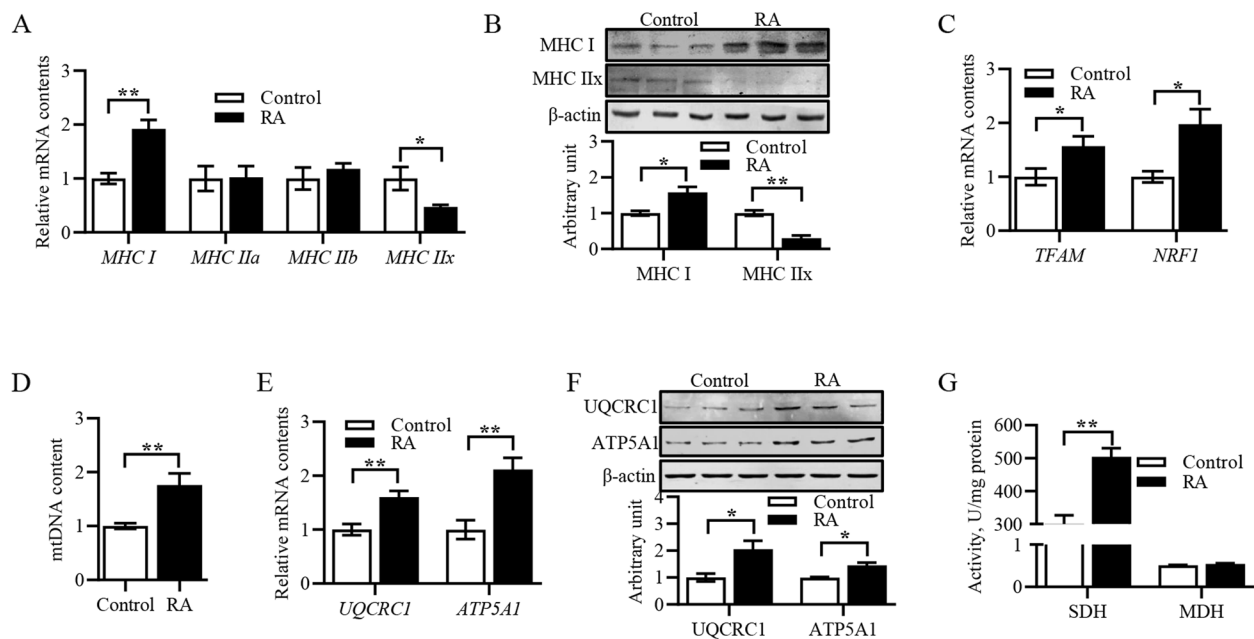 A
Relative mRNA contents
3
2
1
0
**
*
Control
RA
MHC I
MHC IIa
MHC IIb
MHC IIx
B
Control RA
MHC I
MHC IIx
β-actin
Arbitrary unit
3
2
1
0
*
**
Control
RA
MHC I
MHC IIx
C
Relative mRNA contents
3
2
1
0
*
*
Control
RA
TFAM
NRF1
D
mtDNA content
3
2
1
0
**
Control RA
E
Relative mRNA contents
3
2
1
0
**
**
Control
RA
UQCRC1
ATP5A1
F
Control RA
UQCRC1
ATP5A1
β-actin
Arbitrary unit
4
3
2
1
0
*
*
Control
RA
UQCRC1
ATP5A1
G
Activity, U/mg protein
600
500
400
300
1
0
**
Control
RA
SDH
MDH